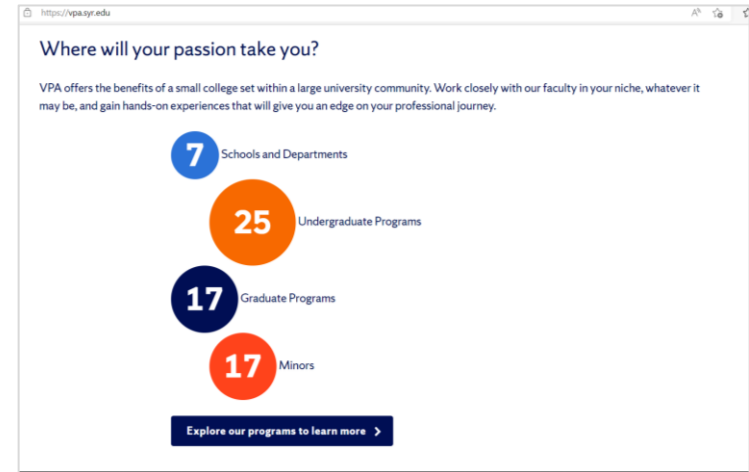 https://vpa.syr.edu
Where will your passion take you?
VPA offers the benefits of a small college set within a large university community. Work closely with our faculty in your niche, whatever it
may be, and gain hands-on experiences that will give you an edge on your professional journey.
7 Schools and Departments
25 Undergraduate Programs
17 Graduate Programs
17 Minors
Explore our programs to learn more